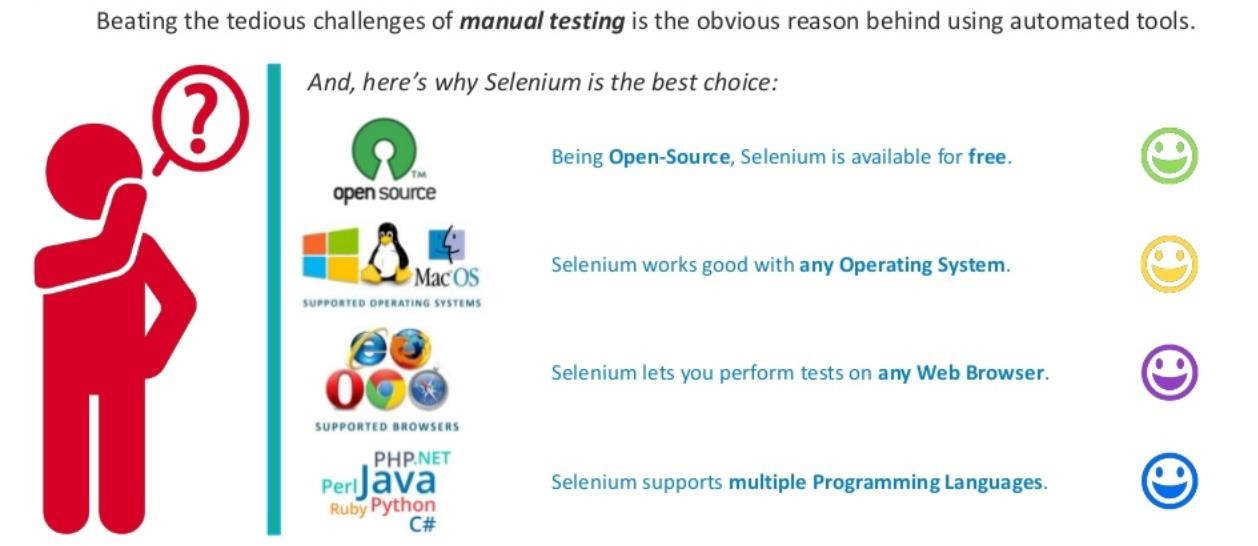 Beating the tedious challenges of manual testing is the obvious reason behind using automated tools.
?
And, here's why Selenium is the best choice:
TM
open source
Being Open-Source, Selenium is available for free.
Mac OS
SUPPORTED OPERATING SYSTEMS
Selenium works good with any Operating System.
SUPPORTED BROWSERS
Selenium lets you perform tests on any Web Browser.
PHP .NET
Perl Java
Ruby Python
C#
Selenium supports multiple Programming Languages.